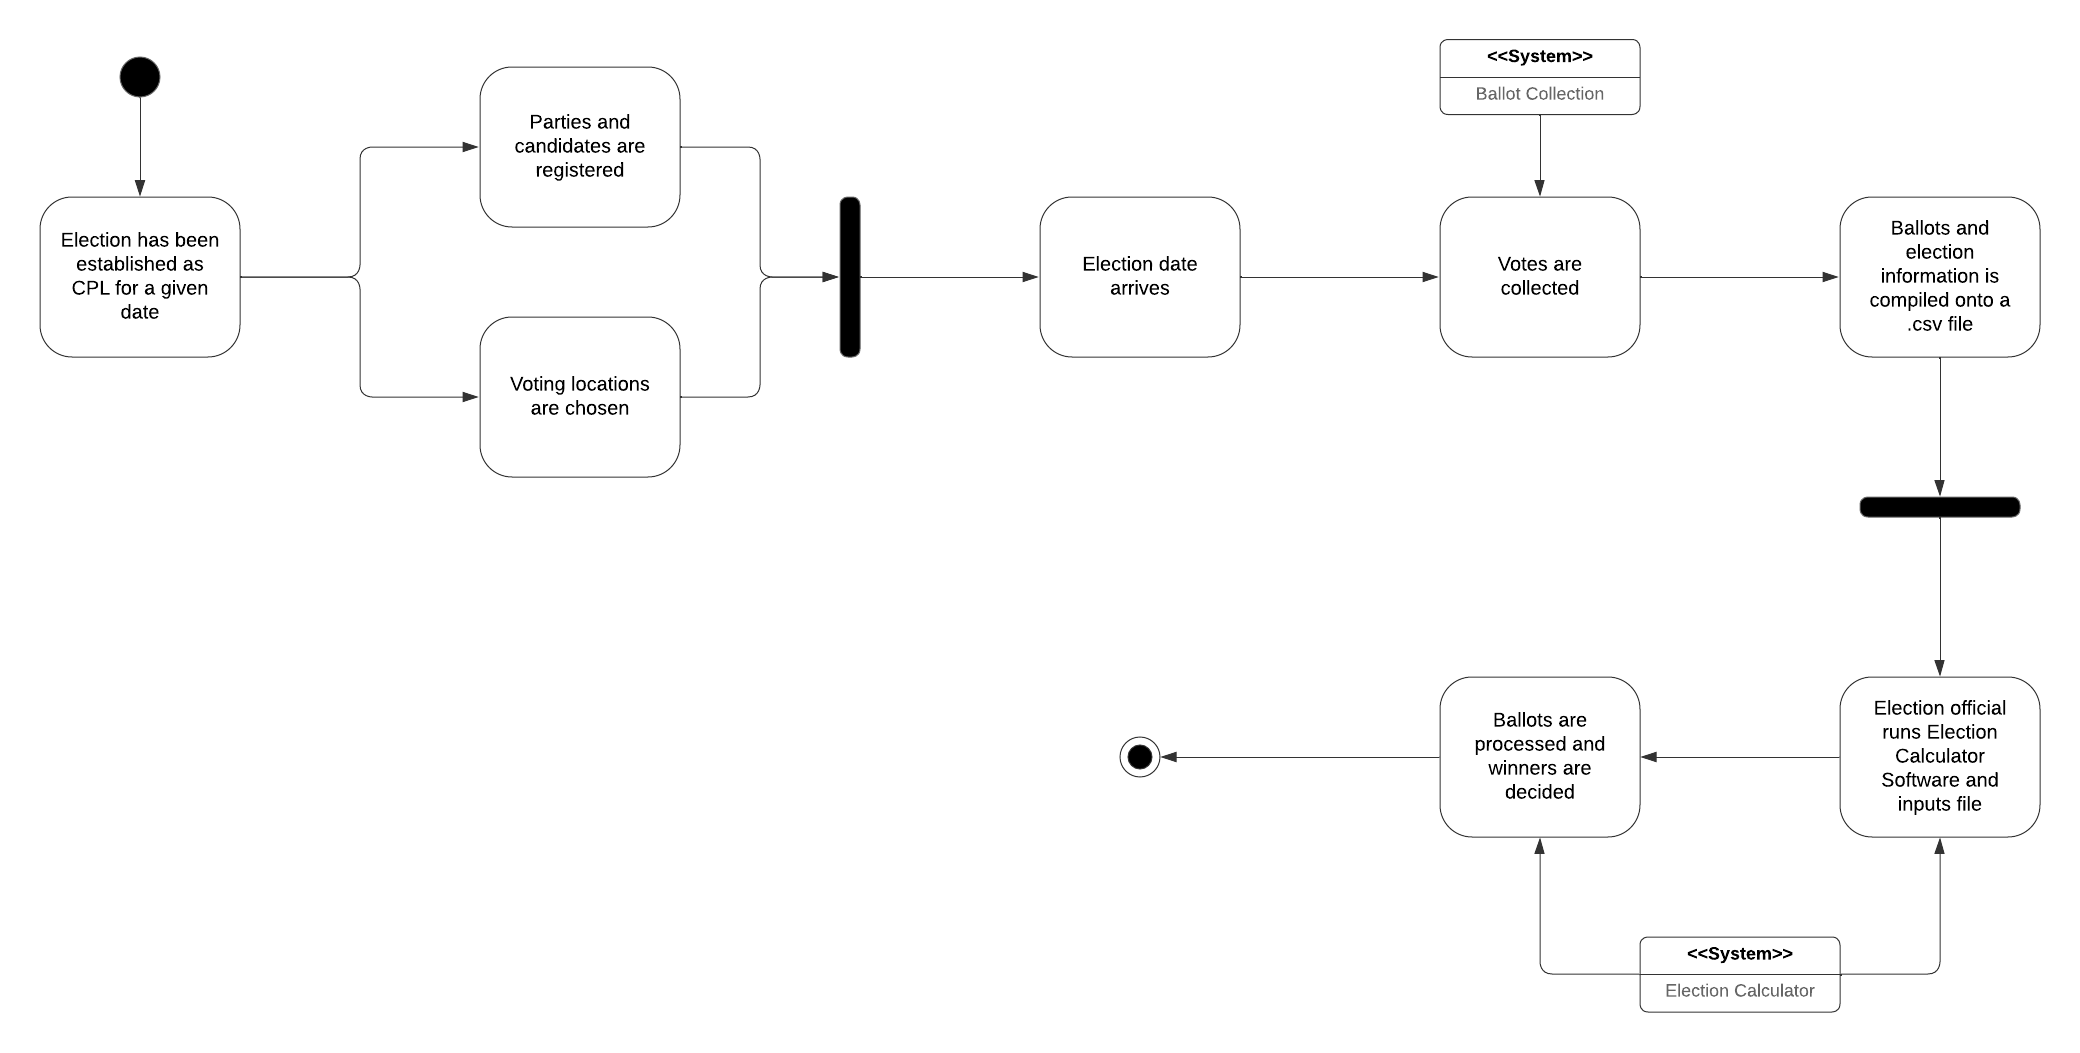 Election has been
established as
CPL for a given
date
Parties and
candidates are
registered
Voting locations
are chosen
Election date
arrives
<<System>>
Ballot Collection
Votes are
collected
Ballots and
election
information is
compiled onto a
.csv file
Election official
runs Election
Calculator
Software and
inputs file
Ballots are
processed and
winners are
decided
<<System>>
Election Calculator